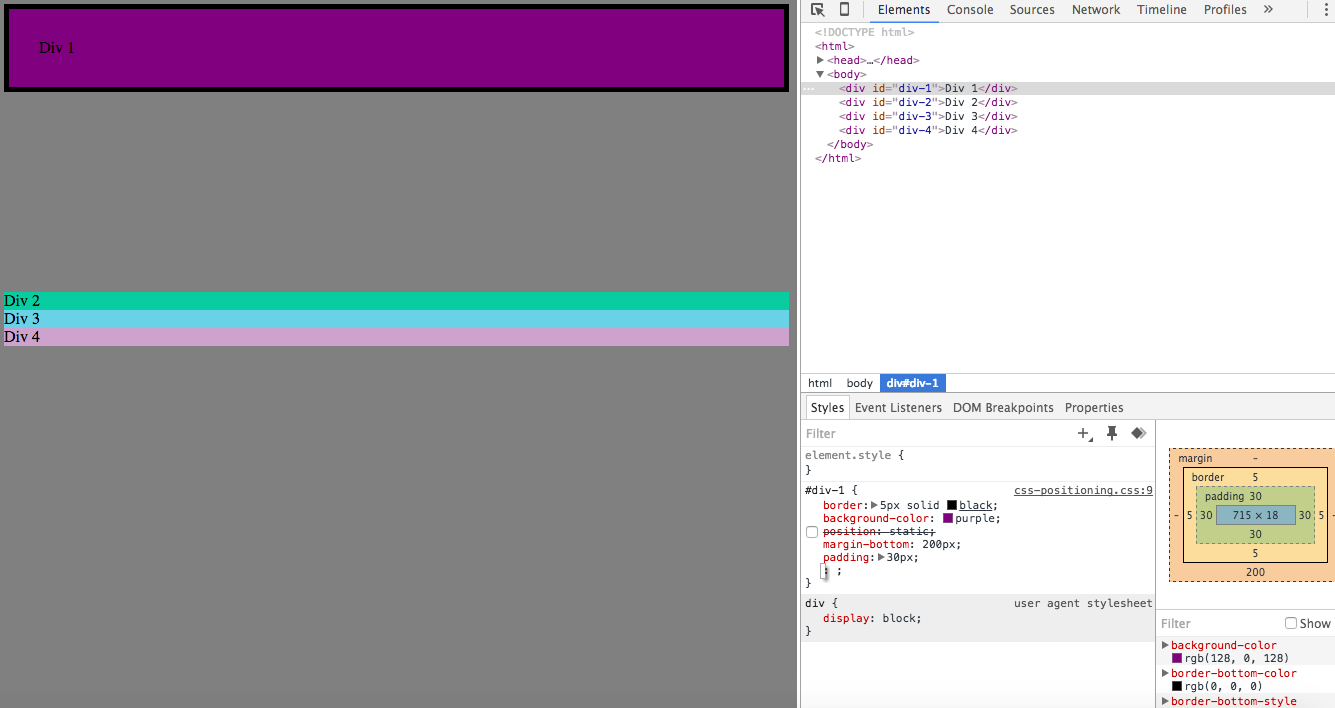 Div 1
Div 2
Div 3
Div 4
Elements Console Sources Network Timeline Profiles »
<!DOCTYPE html>
<html>
▶<head>…</head>
▼<body>
... <div id="div-1">Div 1</div>
<div id="div-2">Div 2</div>
<div id="div-3">Div 3</div>
<div id="div-4">Div 4</div>
</body>
</html>
html body div#div-1
Styles Event Listeners DOM Breakpoints Properties
Filter
element.style {
}
#div-1 { css-positioning.css:9
border:▶5px solid black;
background-color: purple;
position: static;
margin-bottom: 200px;
padding:▶30px;
: ;
}
div { user agent stylesheet
display: block;
}
margin -
border 5
padding 30
- 5 30 715 × 18 30 5 -
30
5
200
Filter Show
▶background-color
rgb(128, 0, 128)
▶border-bottom-color
rgb(0, 0, 0)
▶border-bottom-style